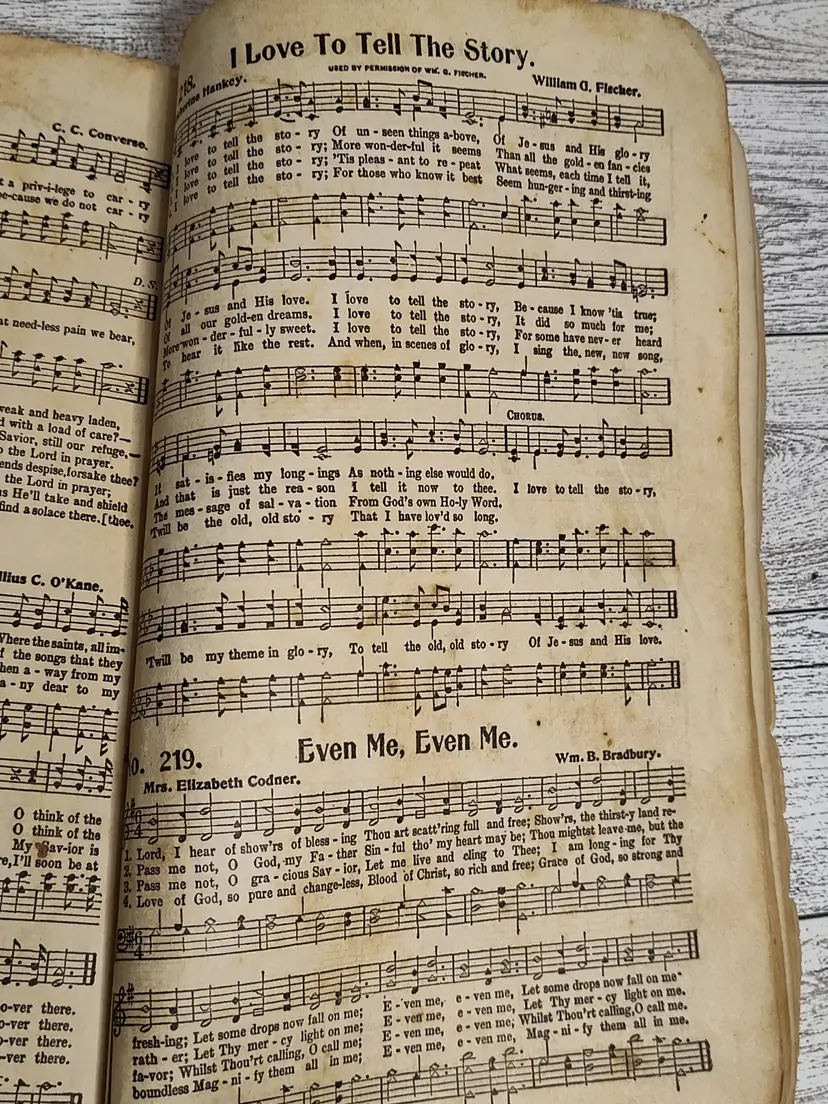 C. C. Converse.
t a priv-i-lege to car - ry
be-cause we do not car - ry
D. S.
at need-less pain we bear,
weak and heavy laden,
d with a load of care?—
Savior, still our refuge,—
o the Lord in prayer.
ends despise, forsake thee?
the Lord in prayer;
s He'll take and shield
find a solace there. [thee.
llius C. O'Kane.
Where the saints, all im-
f the songs that they
hen a - way from my
a - ny dear to my
O think of the
O think of the
My Sav-ior is
re, I'll soon be at
o-ver there.
o-ver there.
o-ver there.
-ver there.
I Love To Tell The Story.
USED BY PERMISSION OF WM. G. FISCHER.
218.
Hankey.
William G. Fischer.
I love to tell the sto - ry Of un - seen things a-bove, Of Je - sus and His glo - ry
I love to tell the sto - ry; More won-der-ful it seems Than all the gold - en fan - cies
I love to tell the sto - ry; 'Tis pleas - ant to re - peat What seems, each time I tell it,
I love to tell the sto - ry; For those who know it best Seem hun-ger-ing and thirst-ing
Of Je - sus and His love. I love to tell the sto - ry, Be - cause I know 'tis true;
Of all our gold-en dreams. I love to tell the sto - ry, It did so much for me;
More won - der - ful - ly sweet. I love to tell the sto - ry, For some have nev - er heard
To hear it like the rest. And when, in scenes of glo - ry, I sing the new, new song,
CHORUS.
It sat - is - fies my long - ings As noth - ing else would do.
And that is just the rea - son I tell it now to thee. I love to tell the sto - ry,
The mes - sage of sal - va - tion From God's own Ho-ly Word.
'Twill be the old, old sto - ry That I have lov'd so long.
'Twill be my theme in glo - ry, To tell the old, old sto - ry Of Je - sus and His love.
No. 219.
Even Me, Even Me.
Mrs. Elizabeth Codner.
Wm. B. Bradbury.
1. Lord, I hear of show'rs of bless - ing Thou art scatt'ring full and free; Show'rs, the thirst-y land re-
2. Pass me not, O God, my Fa - ther Sin - ful tho' my heart may be; Thou mightst leave me, but the
3. Pass me not, O gra - cious Sav - ior, Let me live and cling to Thee; I am long - ing for Thy
4. Love of God, so pure and change-less, Blood of Christ, so rich and free; Grace of God, so strong and
fresh-ing; Let some drops now fall on me; E - ven me, e - ven me, Let some drops now fall on me.
rath - er; Let Thy mer - cy light on me; E - ven me, e - ven me, Let Thy mer - cy light on me.
fa-vor; Whilst Thou'rt calling, O call me; E - ven me, e - ven me; Whilst Thou'rt calling, O call me.
boundless Mag - ni - fy them all in me; E - ven me, e - ven me, Mag - ni - fy them all in me.